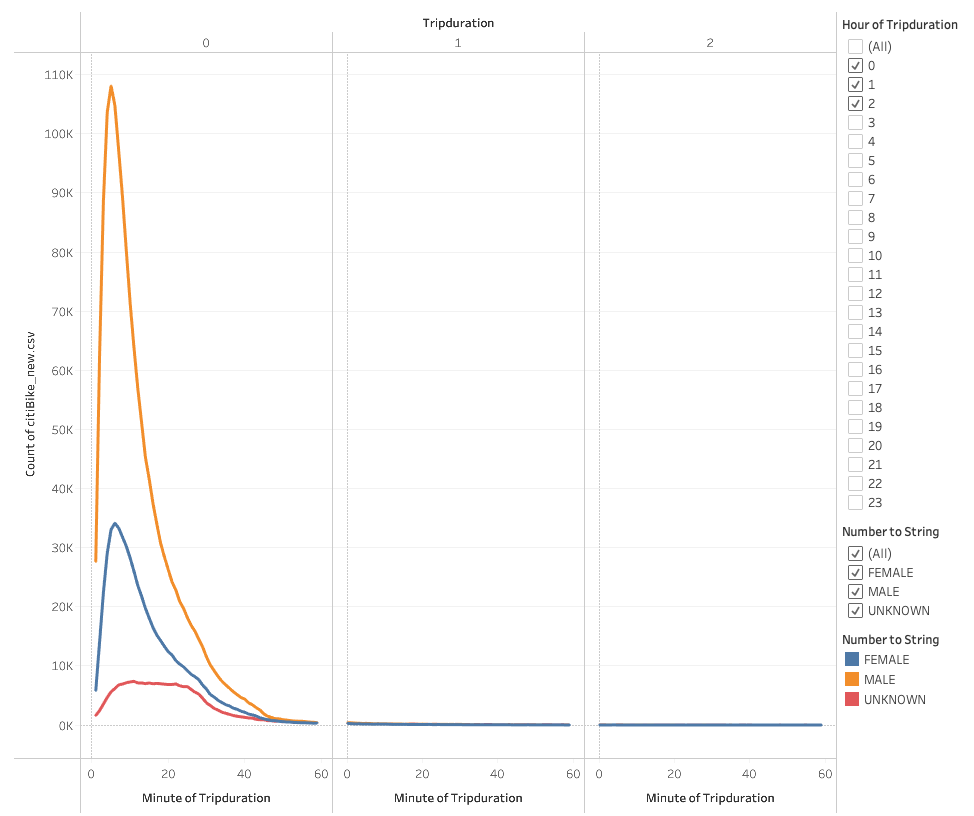 Tripduration
0 1 2
110K
100K
90K
80K
70K
60K
50K
40K
30K
20K
10K
0K
Count of citiBike_new.csv
0 20 40 60 0 20 40 60 0 20 40 60
Minute of Tripduration Minute of Tripduration Minute of Tripduration
Hour of Tripduration
(All)
0
1
2
3
4
5
6
7
8
9
10
11
12
13
14
15
16
17
18
19
20
21
22
23
Number to String
(All)
FEMALE
MALE
UNKNOWN
Number to String
FEMALE
MALE
UNKNOWN